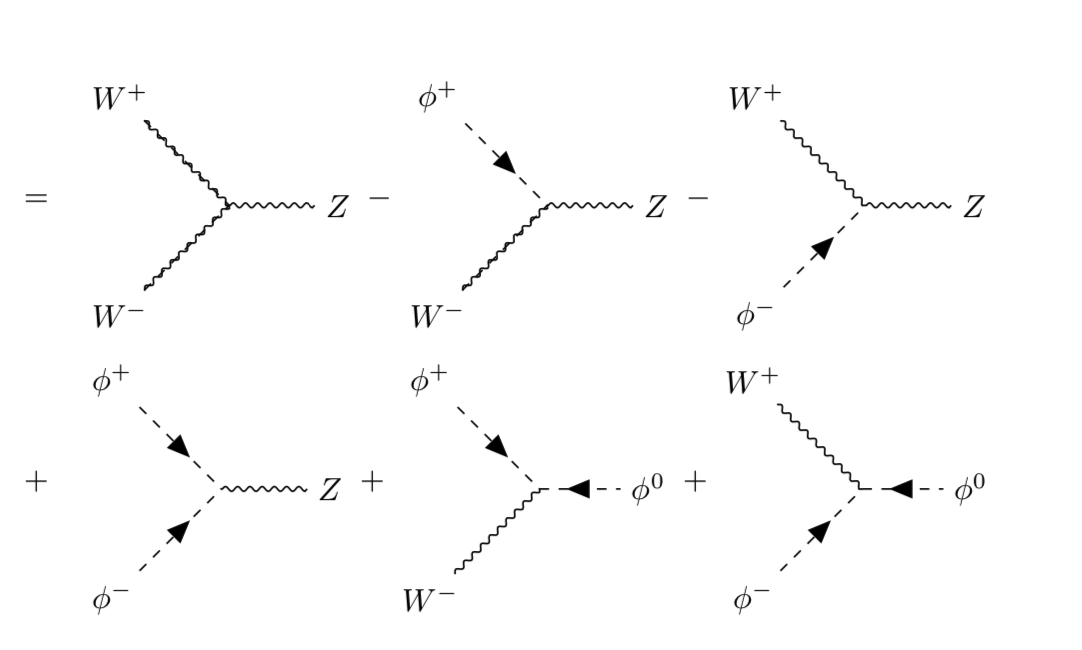 W⁺ ϕ⁺ W⁺
= Z − Z − Z
W⁻ W⁻ ϕ⁻
ϕ⁺ ϕ⁺ W⁺
+ Z + ϕ⁰ + ϕ⁰
ϕ⁻ W⁻ ϕ⁻